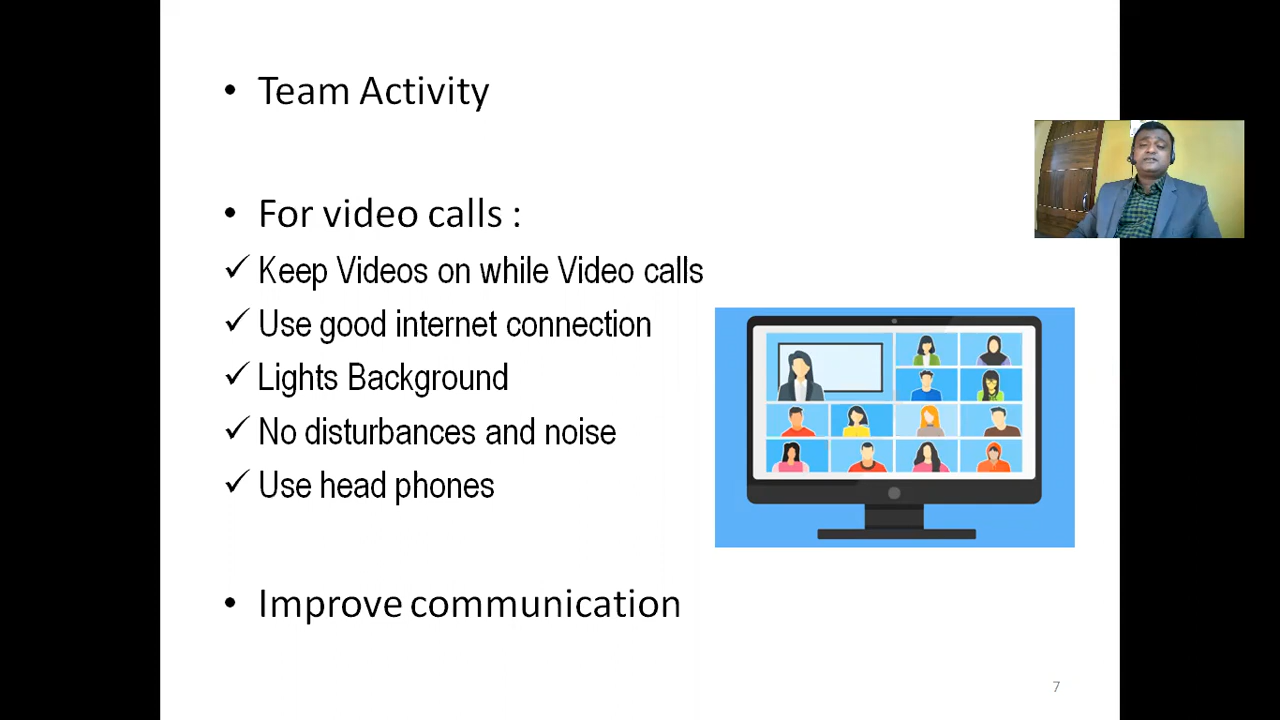 • Team Activity
• For video calls :
✓ Keep Videos on while Video calls
✓ Use good internet connection
✓ Lights Background
✓ No disturbances and noise
✓ Use head phones
• Improve communication
7